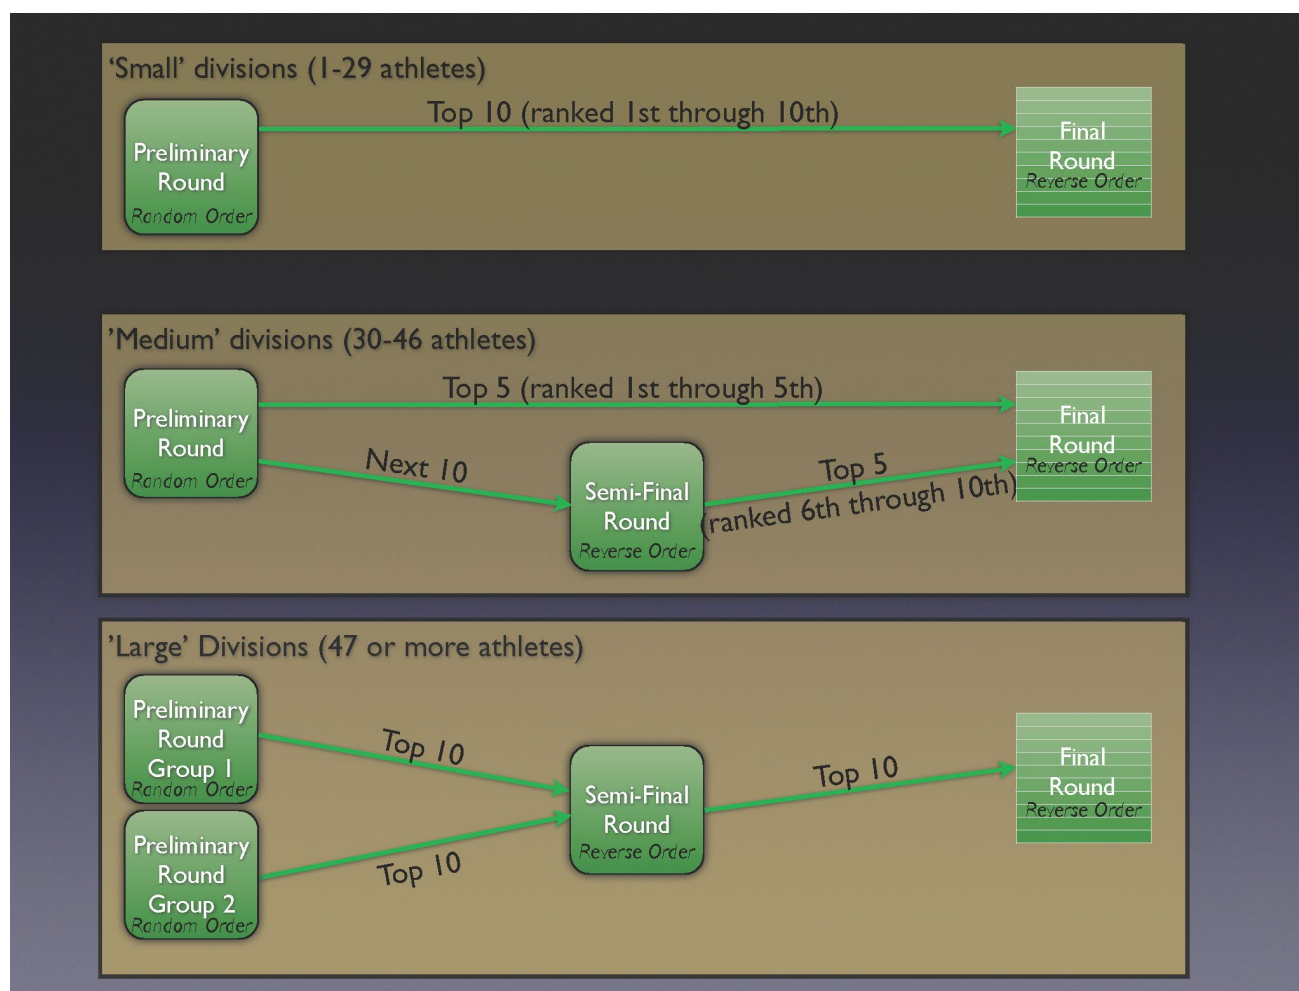 ‘Small’ divisions (1-29 athletes)
Top 10 (ranked 1st through 10th)
Preliminary
Round
Random Order
Final
Round
Reverse Order
’Medium’ divisions (30-46 athletes)
Top 5 (ranked 1st through 5th)
Preliminary
Round
Random Order
Next 10
Semi-Final
Round
Reverse Order
Top 5
(ranked 6th through 10th)
Final
Round
Reverse Order
’Large’ Divisions (47 or more athletes)
Preliminary
Round
Group 1
Random Order
Top 10
Preliminary
Round
Group 2
Random Order
Top 10
Semi-Final
Round
Reverse Order
Top 10
Final
Round
Reverse Order